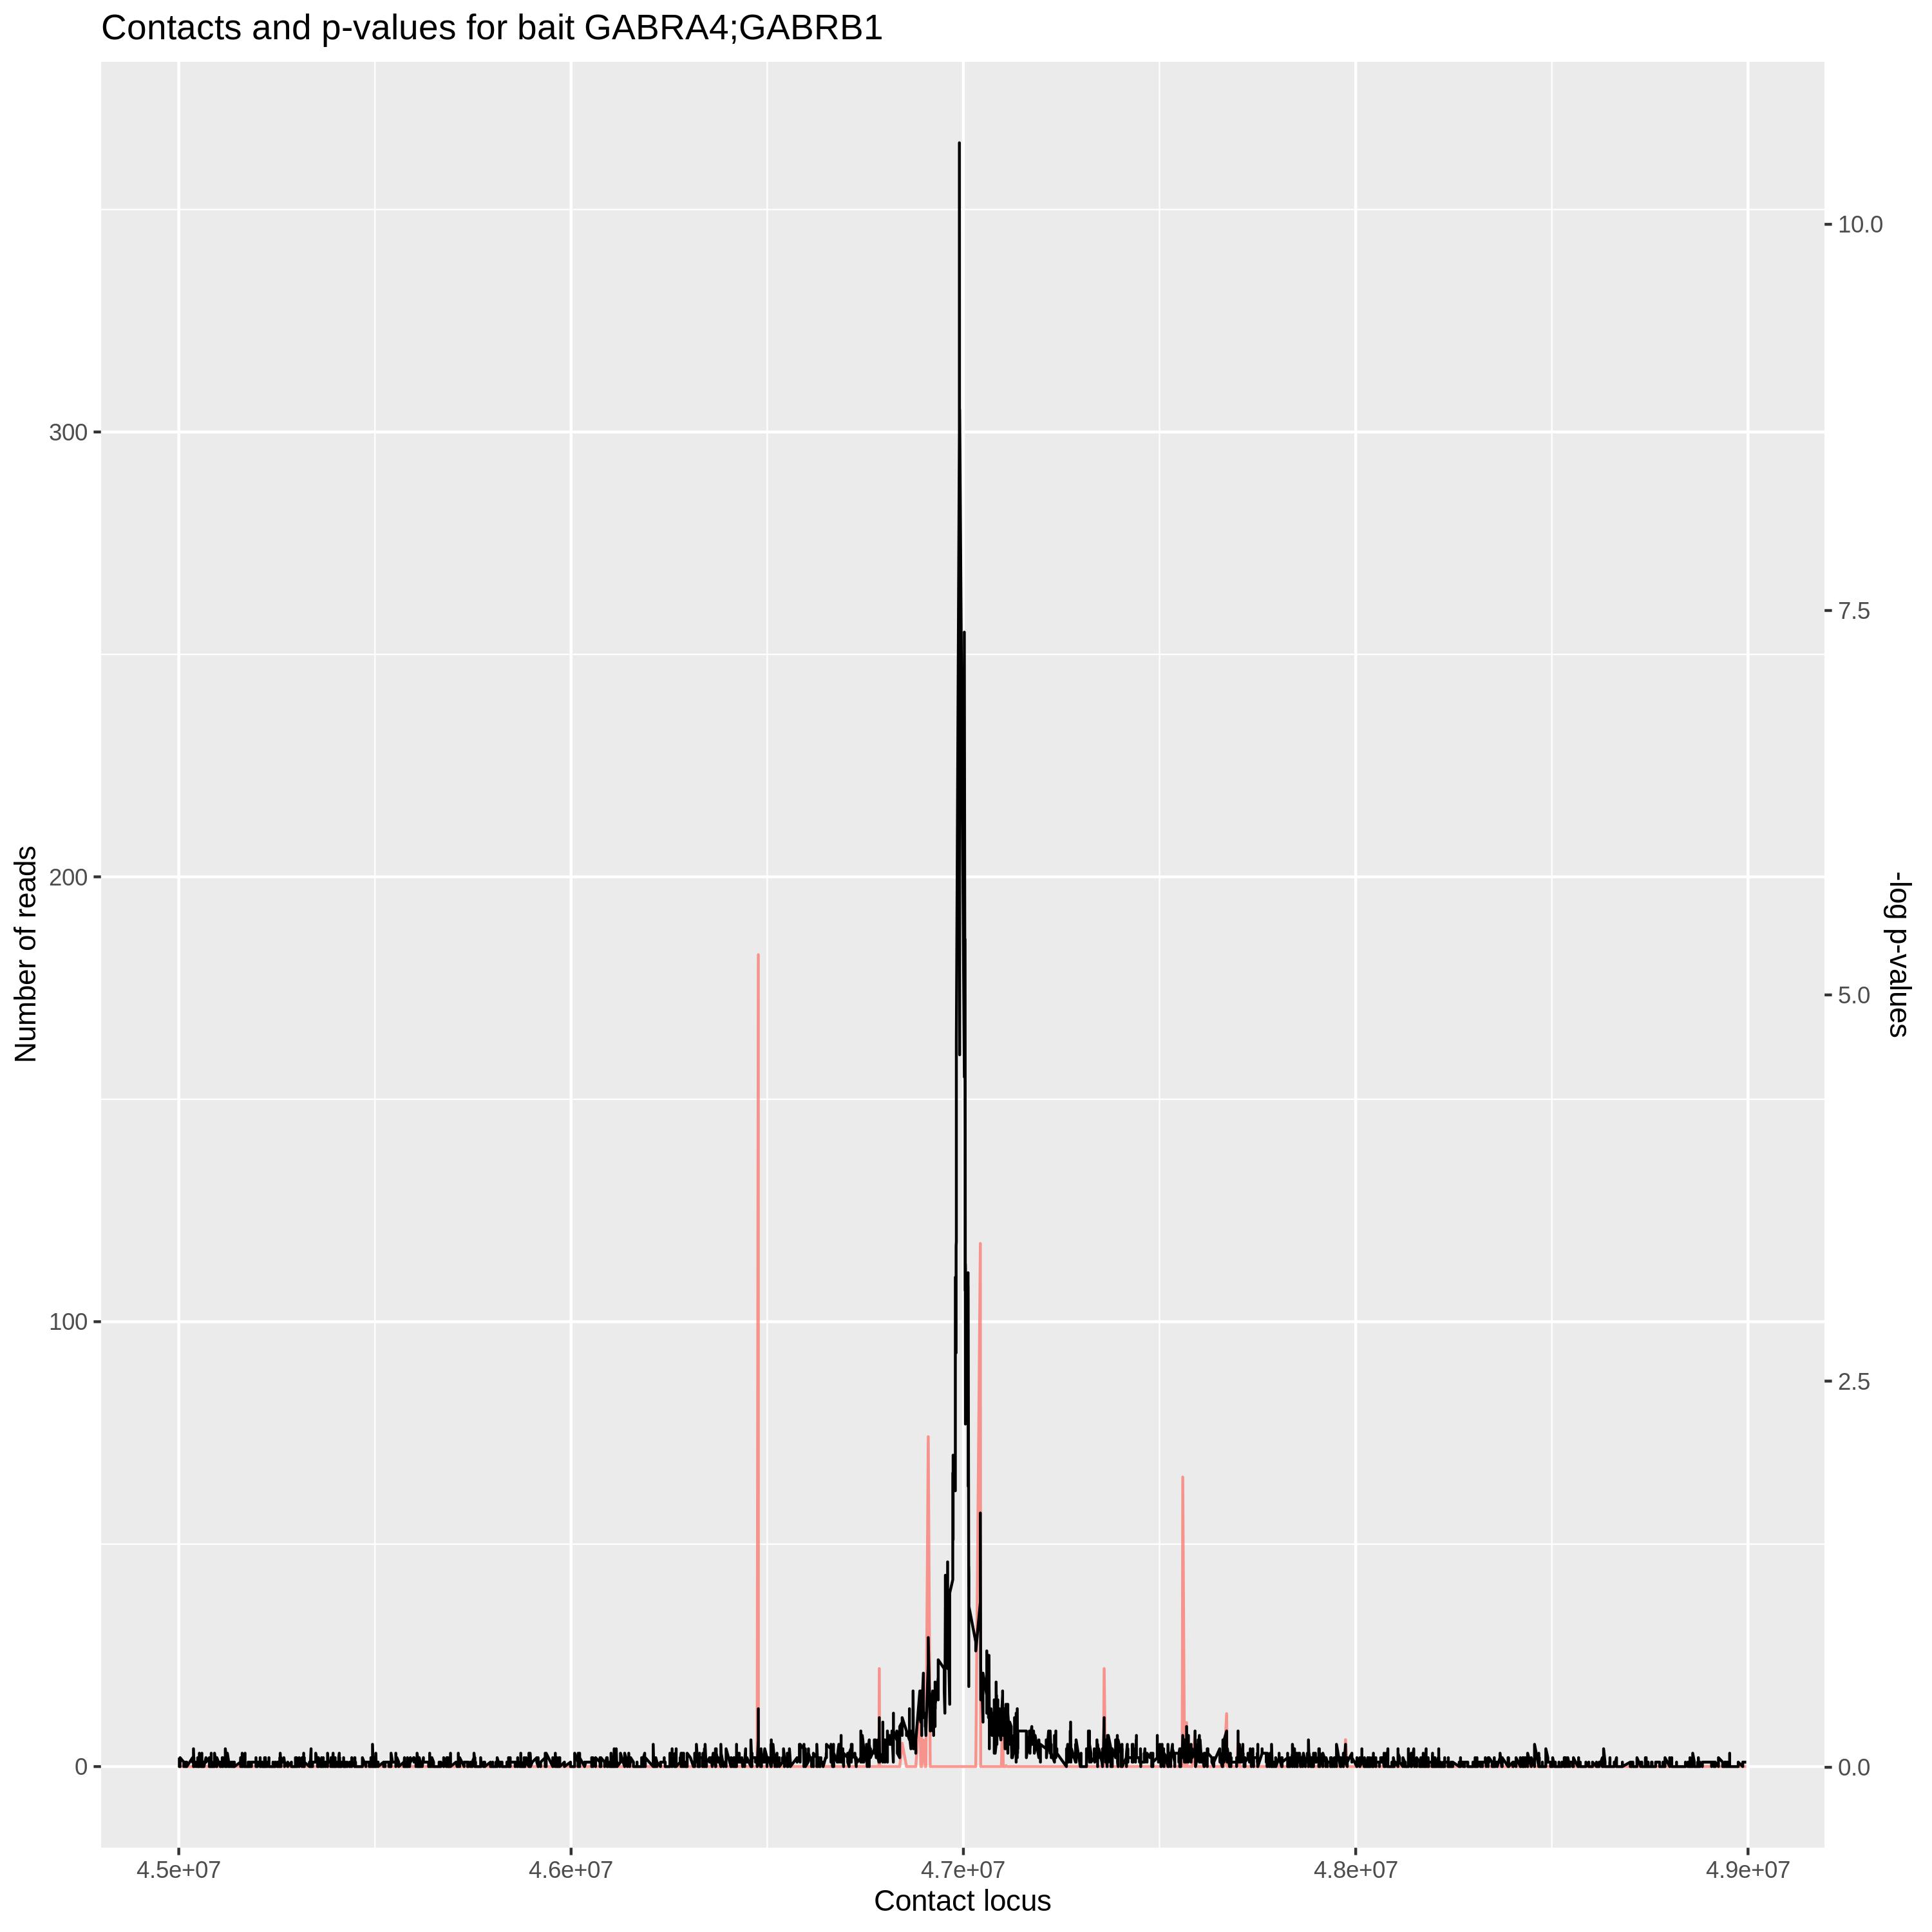 Contacts and p-values for bait GABRA4;GABRB1
Number of reads
300
200
100
0
10.0
7.5
5.0
2.5
0.0
-log p-values
4.5e+07
4.6e+07
4.7e+07
4.8e+07
4.9e+07
Contact locus